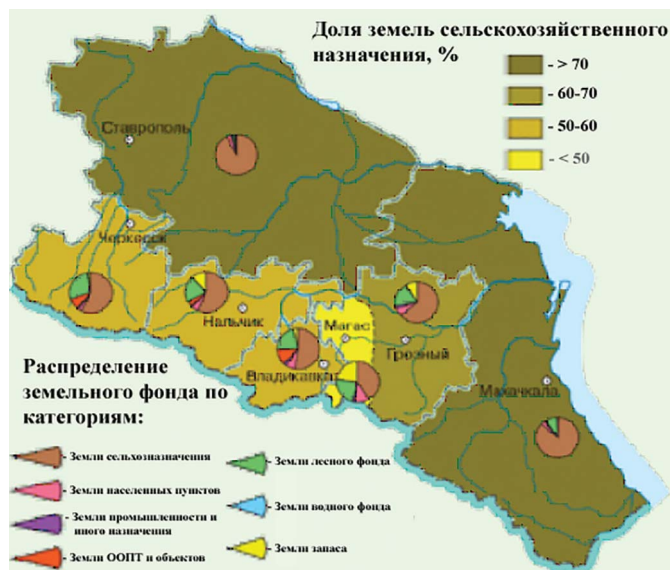 Доля земель сельскохозяйственного
назначения, %
- > 70
- 60-70
- 50-60
- < 50
Ставрополь
Черкесск
Нальчик
Магас
Грозный
Владикавказ
Махачкала
Распределение
земельного фонда по
категориям:
- Земли сельхозназначения
- Земли населенных пунктов
- Земли промышленности и
иного назначения
- Земли ООПТ и объектов
- Земли лесного фонда
- Земли водного фонда
- Земли запаса